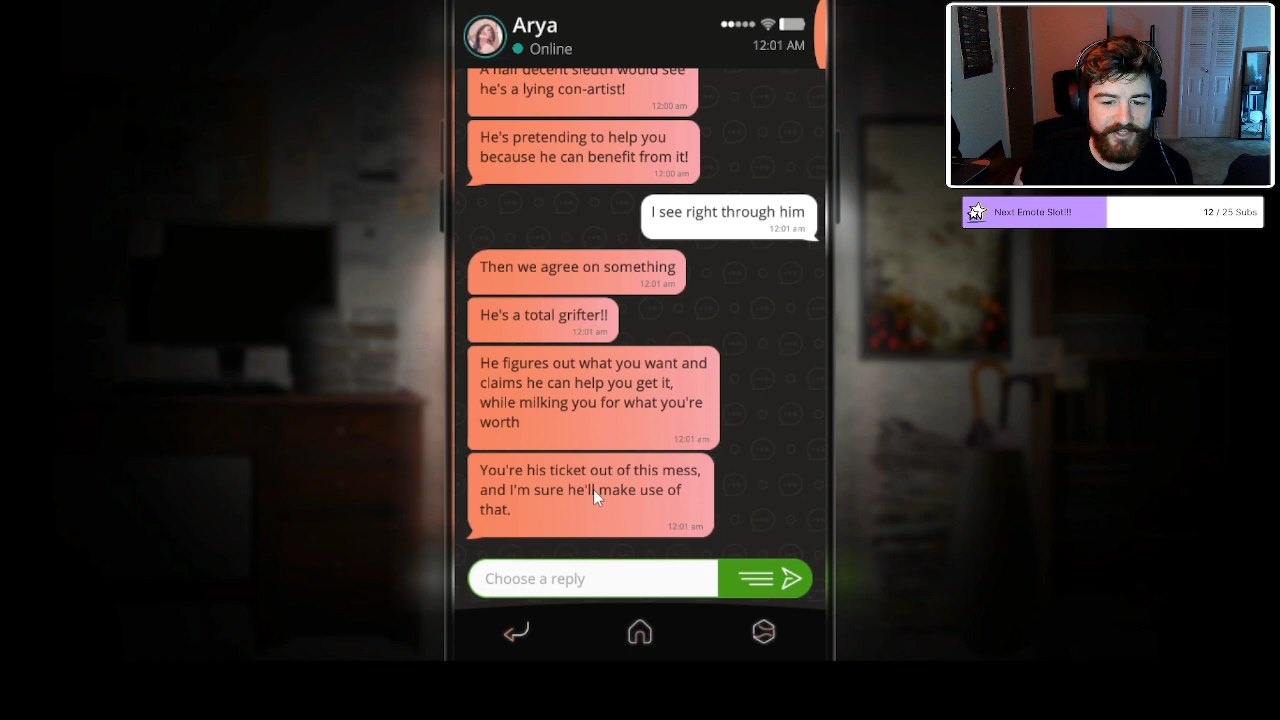 Arya
Online
12:01 AM
A half decent sleuth would see
he's a lying con-artist!
12:00 am
He's pretending to help you
because he can benefit from it!
12:00 am
I see right through him
12:01 am
Then we agree on something
12:01 am
He's a total grifter!!
12:01 am
He figures out what you want and
claims he can help you get it,
while milking you for what you're
worth
12:01 am
You're his ticket out of this mess,
and I'm sure he'll make use of
that.
12:01 am
Choose a reply
Next Emote Slot!!!
12 / 25 Subs